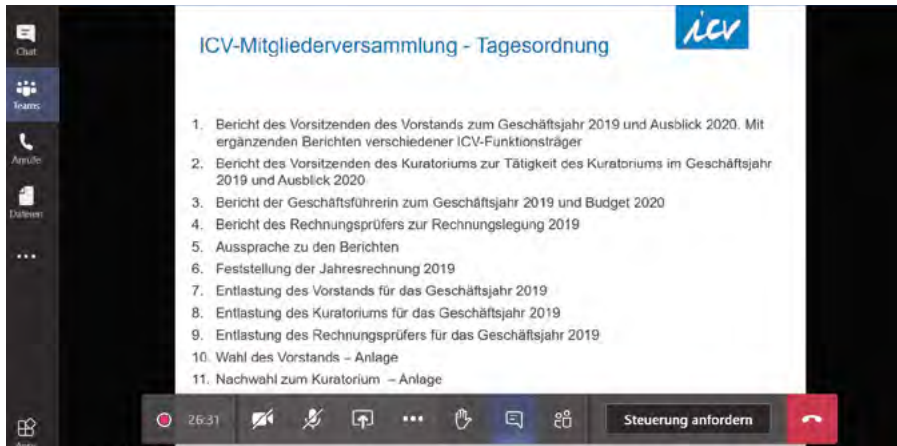 Chat
Teams
Anrufe
Dateien
icv
ICV-Mitgliederversammlung - Tagesordnung
1. Bericht des Vorsitzenden des Vorstands zum Geschäftsjahr 2019 und Ausblick 2020. Mit
ergänzenden Berichten verschiedener ICV-Funktionsträger
2. Bericht des Vorsitzenden des Kuratoriums zur Tätigkeit des Kuratoriums im Geschäftsjahr
2019 und Ausblick 2020
3. Bericht der Geschäftsführerin zum Geschäftsjahr 2019 und Budget 2020
4. Bericht des Rechnungsprüfers zur Rechnungslegung 2019
5. Aussprache zu den Berichten
6. Feststellung der Jahresrechnung 2019
7. Entlastung des Vorstands für das Geschäftsjahr 2019
8. Entlastung des Kuratoriums für das Geschäftsjahr 2019
9. Entlastung des Rechnungsprüfers für das Geschäftsjahr 2019
10. Wahl des Vorstands – Anlage
11. Nachwahl zum Kuratorium – Anlage
26:31
Steuerung anfordern